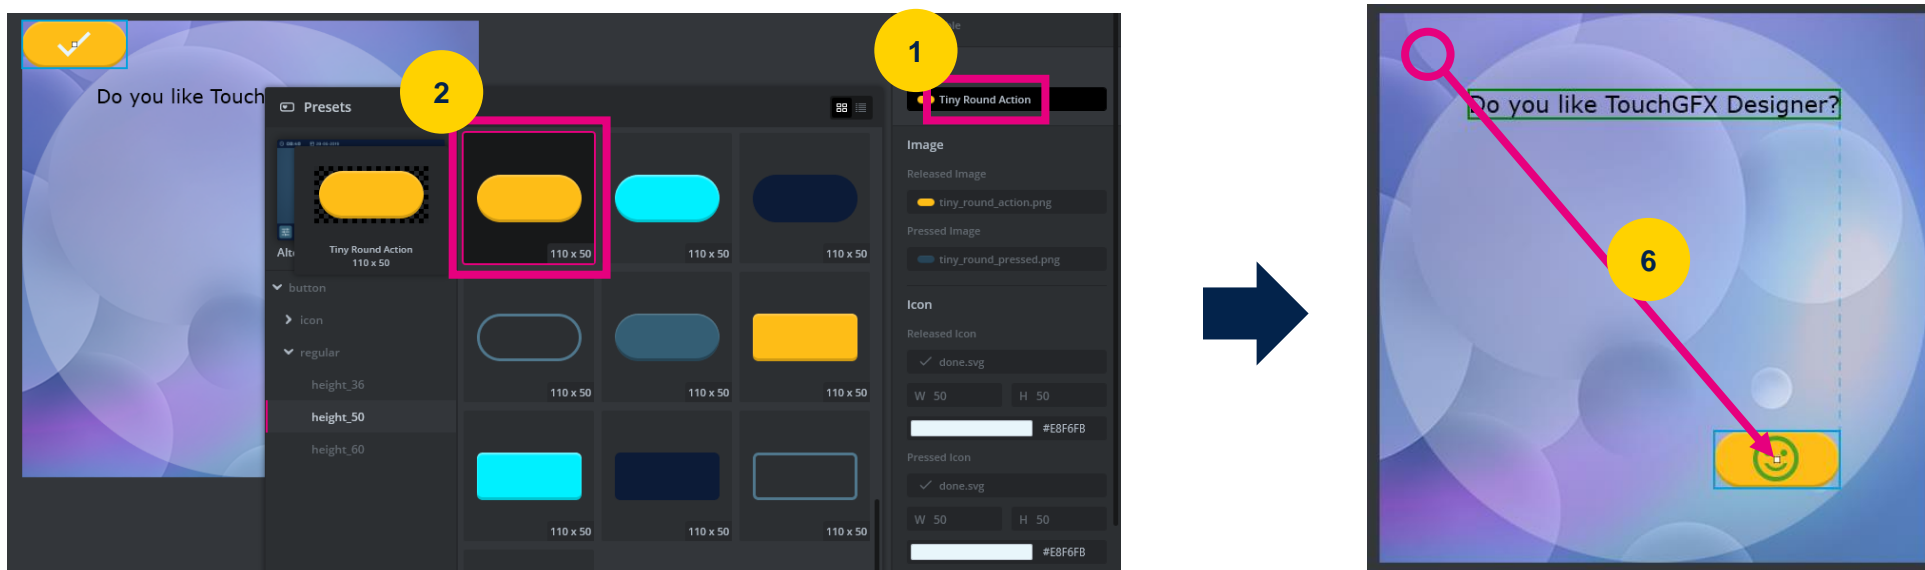 1
2
Do you like Touch
Presets
Tiny Round Action
110 x 50
Alt
button
icon
regular
height_36
height_50
height_60
110 x 50
110 x 50
110 x 50
110 x 50
110 x 50
110 x 50
110 x 50
110 x 50
110 x 50
Tiny Round Action
Image
Released Image
tiny_round_action.png
Pressed Image
tiny_round_pressed.png
Icon
Released Icon
done.svg
W 50 H 50
#E8F6FB
Pressed Icon
done.svg
W 50 H 50
#E8F6FB
Do you like TouchGFX Designer?
6